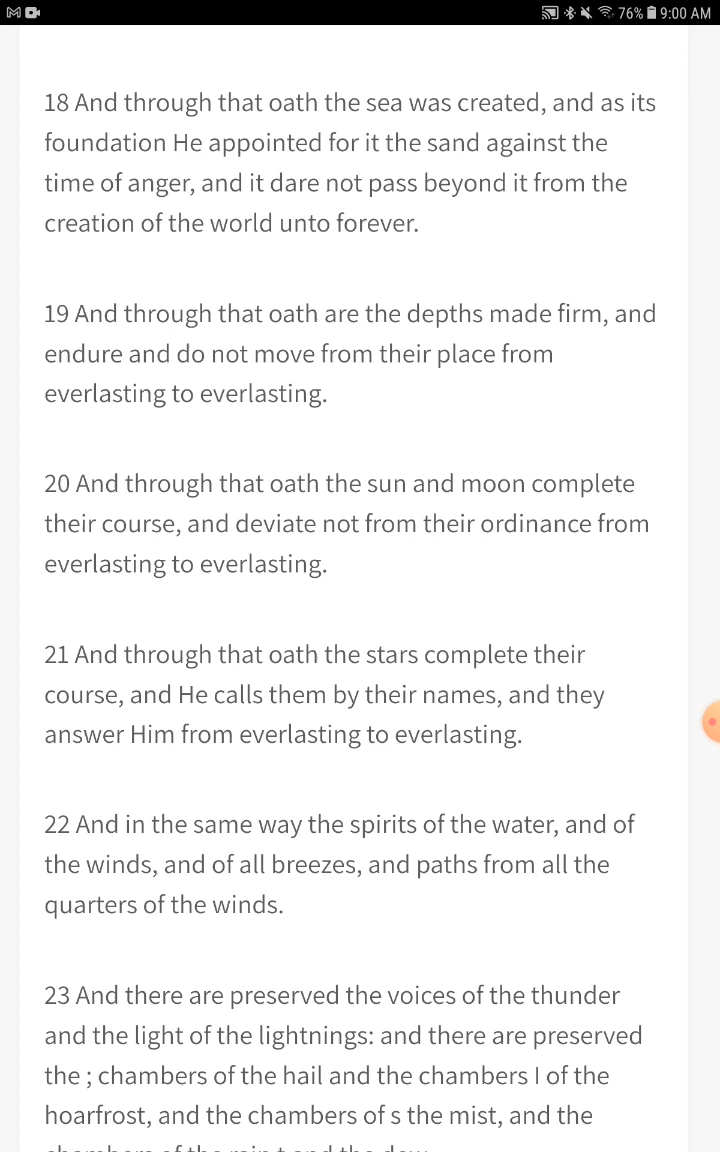 76% 9:00 AM
18 And through that oath the sea was created, and as its
foundation He appointed for it the sand against the
time of anger, and it dare not pass beyond it from the
creation of the world unto forever.
19 And through that oath are the depths made firm, and
endure and do not move from their place from
everlasting to everlasting.
20 And through that oath the sun and moon complete
their course, and deviate not from their ordinance from
everlasting to everlasting.
21 And through that oath the stars complete their
course, and He calls them by their names, and they
answer Him from everlasting to everlasting.
22 And in the same way the spirits of the water, and of
the winds, and of all breezes, and paths from all the
quarters of the winds.
23 And there are preserved the voices of the thunder
and the light of the lightnings: and there are preserved
the ; chambers of the hail and the chambers I of the
hoarfrost, and the chambers of s the mist, and the
chambers of the rain t and the dew.